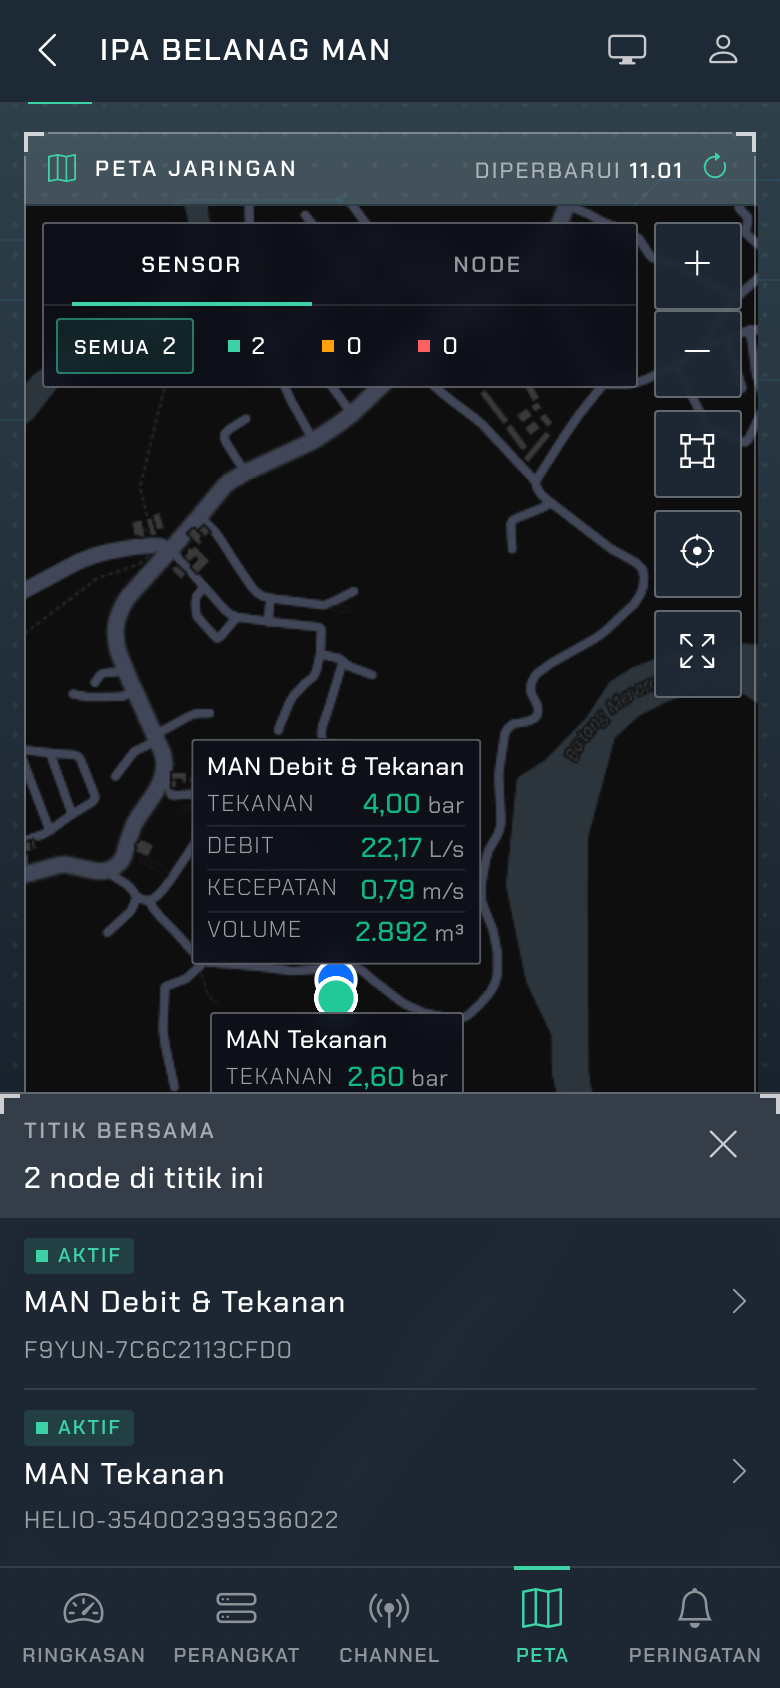 IPA BELANAG MAN
PETA JARINGAN
DIPERBARUI 11.01
SENSOR
NODE
SEMUA 2
2
0
0
MAN Debit & Tekanan
TEKANAN 4,00 bar
DEBIT 22,17 L/s
KECEPATAN 0,79 m/s
VOLUME 2.892 m³
MAN Tekanan
TEKANAN 2,60 bar
TITIK BERSAMA
2 node di titik ini
AKTIF
MAN Debit & Tekanan
F9YUN-7C6C2113CFD0
AKTIF
MAN Tekanan
HELIO-354002393536022
RINGKASAN
PERANGKAT
CHANNEL
PETA
PERINGATAN